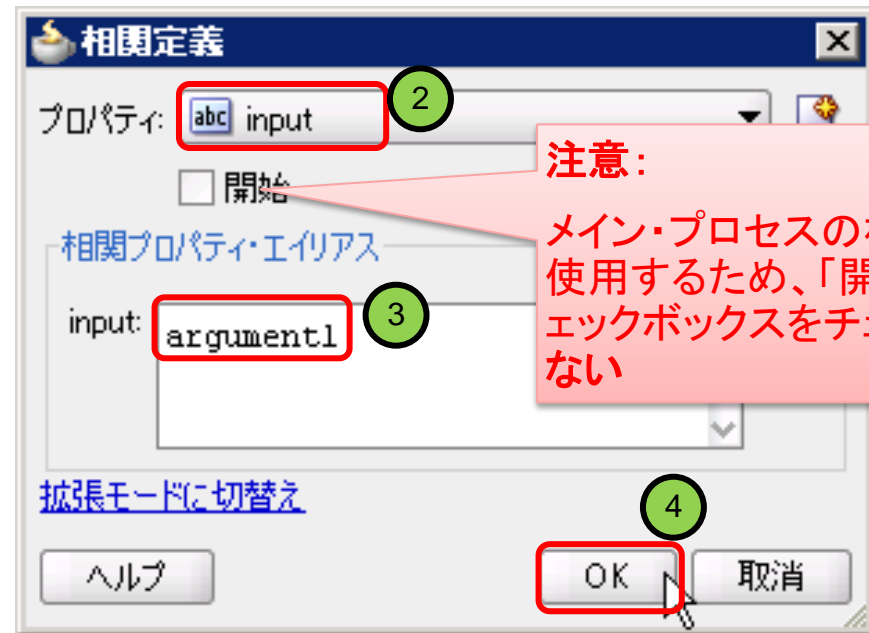 相関定義
プロパティ: abc input
2
開始
注意:
メイン・プロセスの
使用するため、「開
ェックボックスをチ
ない
相関プロパティ・エイリアス
input: argument1
3
拡張モードに切替え
4
ヘルプ OK 取消